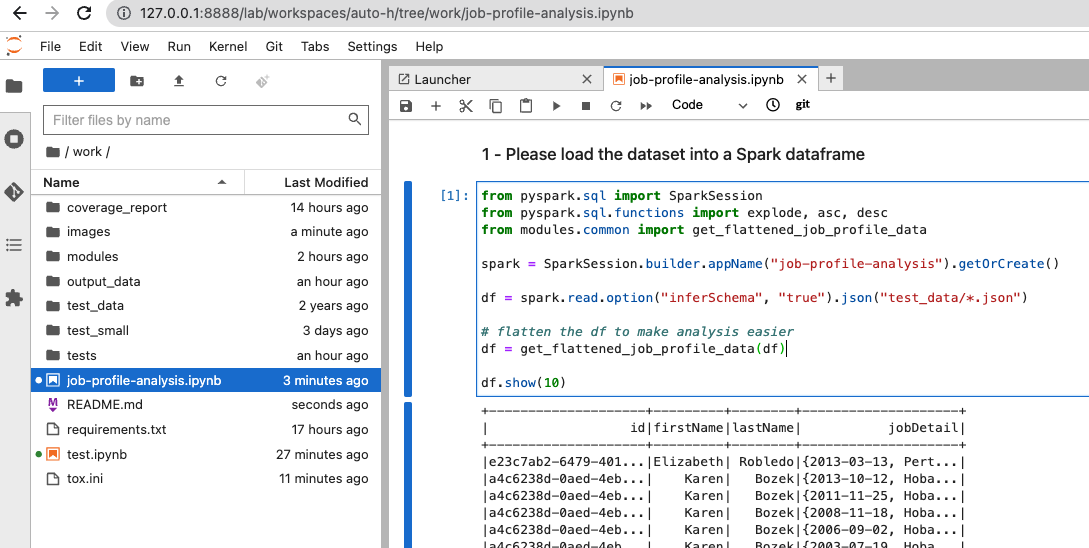 127.0.0.1:8888/lab/workspaces/auto-h/tree/work/job-profile-analysis.ipynb
File Edit View Run Kernel Git Tabs Settings Help
+
Filter files by name
/ work /
Name Last Modified
coverage_report 14 hours ago
images a minute ago
modules 2 hours ago
output_data an hour ago
test_data 2 years ago
test_small 3 days ago
tests an hour ago
job-profile-analysis.ipynb 3 minutes ago
README.md seconds ago
requirements.txt 17 hours ago
test.ipynb 27 minutes ago
tox.ini 11 minutes ago
Launcher
job-profile-analysis.ipynb
Code
git
1 - Please load the dataset into a Spark dataframe
[1]:
from pyspark.sql import SparkSession
from pyspark.sql.functions import explode, asc, desc
from modules.common import get_flattened_job_profile_data
spark = SparkSession.builder.appName("job-profile-analysis").getOrCreate()
df = spark.read.option("inferSchema", "true").json("test_data/*.json")
# flatten the df to make analysis easier
df = get_flattened_job_profile_data(df)
df.show(10)
+--------------------+---------+--------+--------------------+
|                  id|firstName|lastName|           jobDetail|
+--------------------+---------+--------+--------------------+
|e23c7ab2-6479-401...|Elizabeth| Robledo|{2013-03-13, Pert...|
|a4c6238d-0aed-4eb...|    Karen|   Bozek|{2013-10-12, Hoba...|
|a4c6238d-0aed-4eb...|    Karen|   Bozek|{2011-11-25, Hoba...|
|a4c6238d-0aed-4eb...|    Karen|   Bozek|{2008-11-18, Hoba...|
|a4c6238d-0aed-4eb...|    Karen|   Bozek|{2006-09-02, Hoba...|
|a4c6238d-0aed-4eb...|    Karen|   Bozek|{2003-07-19, Hoba...|